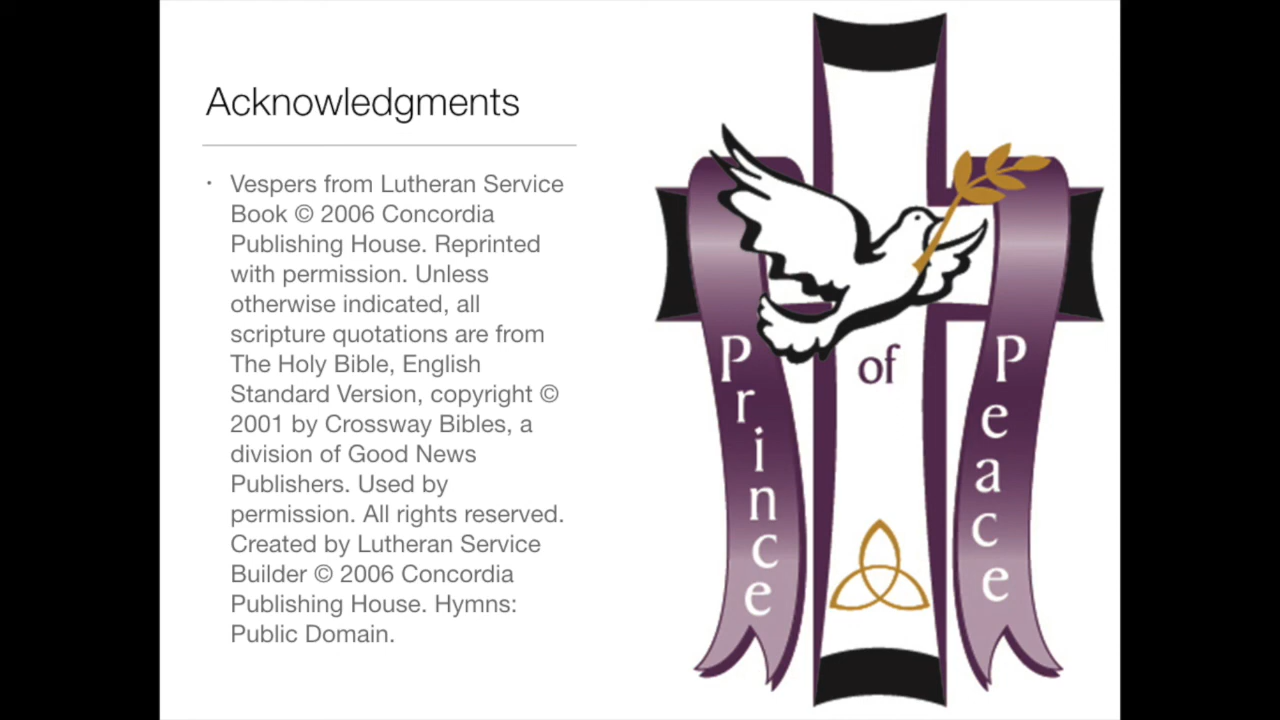 Acknowledgments
· Vespers from Lutheran Service
Book © 2006 Concordia
Publishing House. Reprinted
with permission. Unless
otherwise indicated, all
scripture quotations are from
The Holy Bible, English
Standard Version, copyright ©
2001 by Crossway Bibles, a
division of Good News
Publishers. Used by
permission. All rights reserved.
Created by Lutheran Service
Builder © 2006 Concordia
Publishing House. Hymns:
Public Domain.
Prince
of
Peace